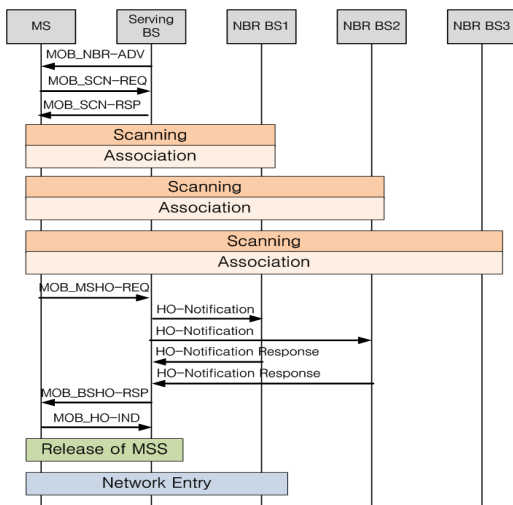 MS
Serving
BS
NBR BS1
NBR BS2
NBR BS3
MOB_NBR-ADV
MOB_SCN-REQ
MOB_SCN-RSP
Scanning
Association
Scanning
Association
Scanning
Association
MOB_MSHO-REQ
HO-Notification
HO-Notification
HO-Notification Response
HO-Notification Response
MOB_BSHO-RSP
MOB_HO-IND
Release of MSS
Network Entry